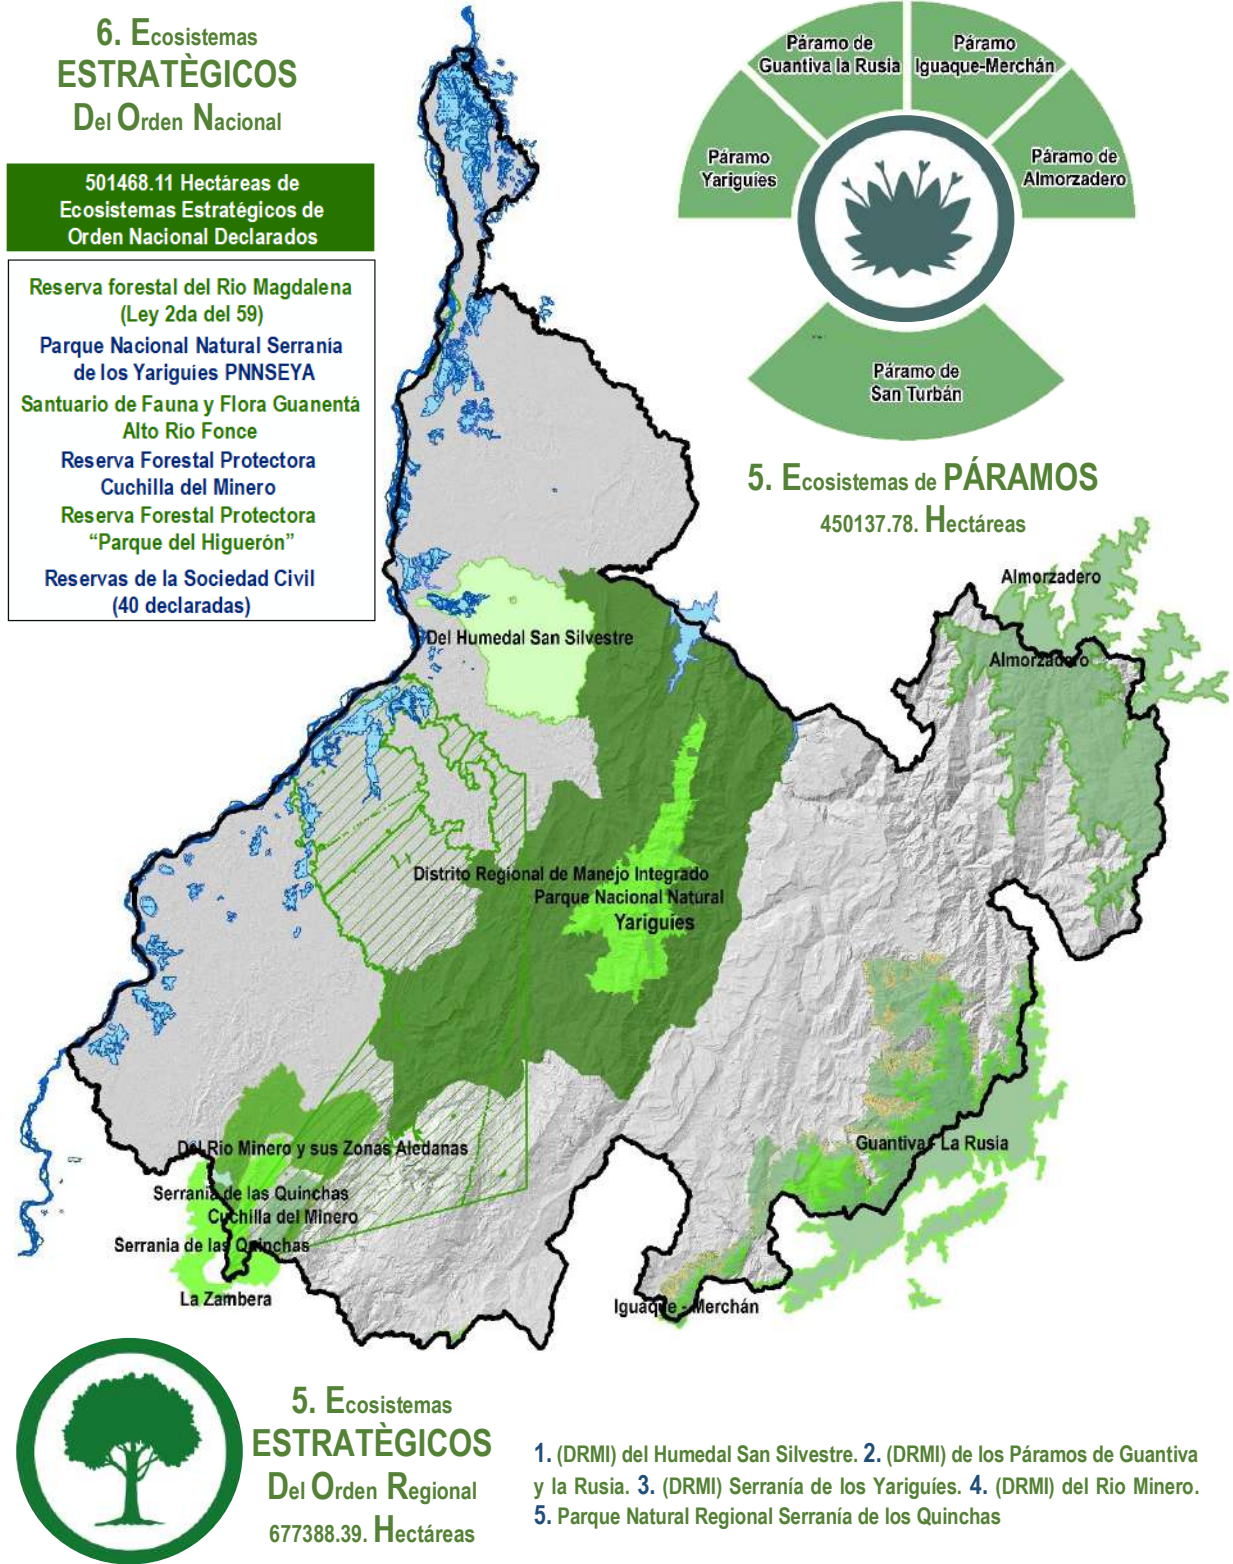 6. Ecosistemas
ESTRATÈGICOS
Del Orden Nacional
501468.11 Hectáreas de
Ecosistemas Estratégicos de
Orden Nacional Declarados
Reserva forestal del Rio Magdalena
(Ley 2da del 59)
Parque Nacional Natural Serranía
de los Yariguies PNNSEYA
Santuario de Fauna y Flora Guanentá
Alto Rio Fonce
Reserva Forestal Protectora
Cuchilla del Minero
Reserva Forestal Protectora
“Parque del Higuerón”
Reservas de la Sociedad Civil
(40 declaradas)
Páramo de
Guantiva la Rusia
Páramo
Iguaque-Merchán
Páramo
Yariguíes
Páramo de
Almorzadero
Páramo de
San Turbán
5. Ecosistemas de PÁRAMOS
450137.78. Hectáreas
Almorzadero
Almorzadero
Del Humedal San Silvestre
Distrito Regional de Manejo Integrado
Parque Nacional Natural
Yariguíes
Guantiva - La Rusia
Del Rio Minero y sus Zonas Aledanas
Serranía de las Quinchas
Cuchilla del Minero
Serrania de las Quinchas
La Zambera
Iguaque - Merchán
5. Ecosistemas
ESTRATÈGICOS
Del Orden Regional
677388.39. Hectáreas
1. (DRMI) del Humedal San Silvestre. 2. (DRMI) de los Páramos de Guantiva
y la Rusia. 3. (DRMI) Serranía de los Yariguíes. 4. (DRMI) del Rio Minero.
5. Parque Natural Regional Serranía de los Quinchas